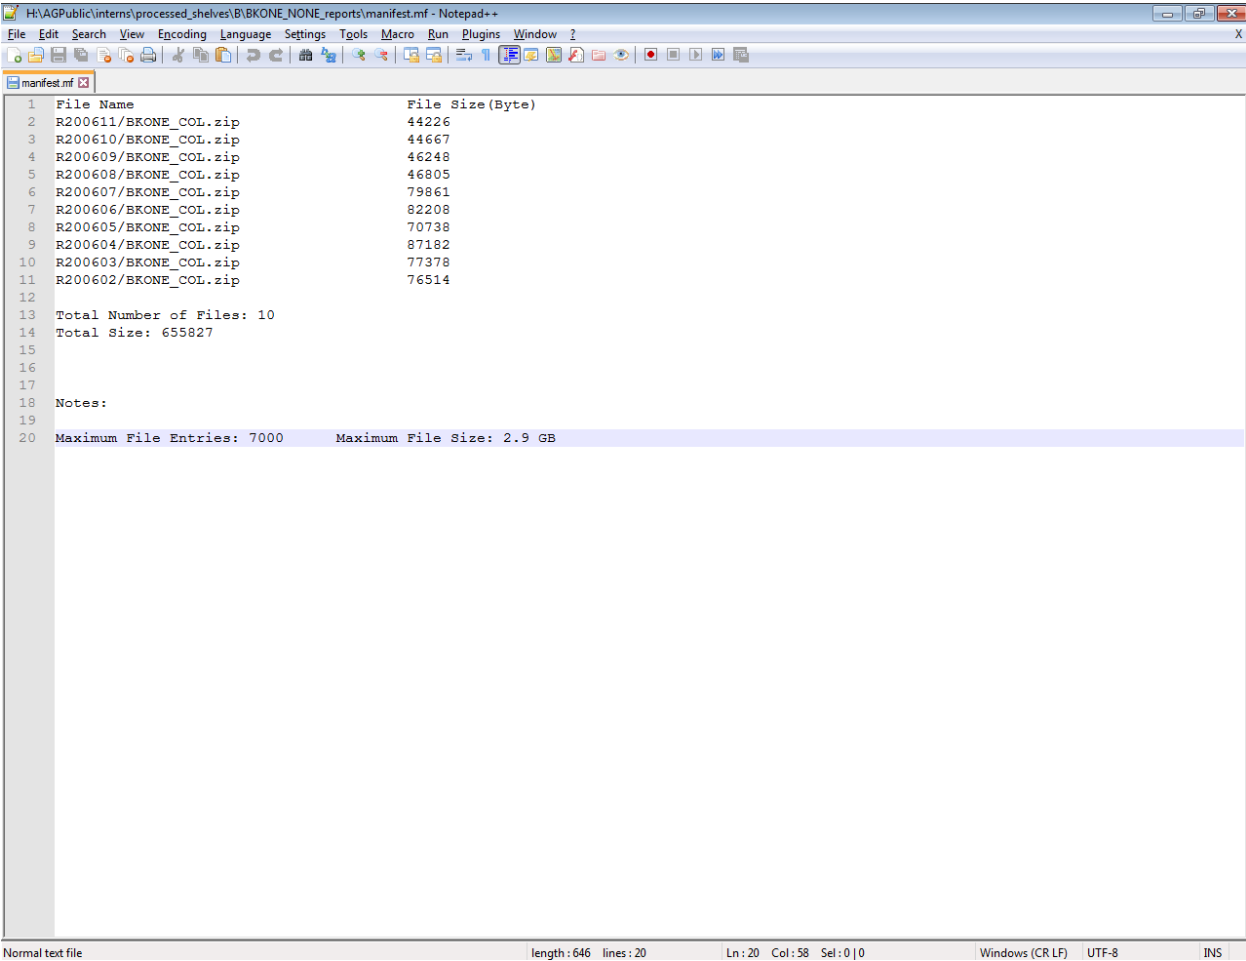 H:\AGPublic\interns\processed_shelves\B\BKONE_NONE_reports\manifest.mf - Notepad++
File Edit Search View Encoding Language Settings Tools Macro Run Plugins Window ? X
manifest.mf
1 File Name File Size(Byte)
2 R200611/BKONE_COL.zip 44226
3 R200610/BKONE_COL.zip 44667
4 R200609/BKONE_COL.zip 46248
5 R200608/BKONE_COL.zip 46805
6 R200607/BKONE_COL.zip 79861
7 R200606/BKONE_COL.zip 82208
8 R200605/BKONE_COL.zip 70738
9 R200604/BKONE_COL.zip 87182
10 R200603/BKONE_COL.zip 77378
11 R200602/BKONE_COL.zip 76514
12
13 Total Number of Files: 10
14 Total Size: 655827
15
16
17
18 Notes:
19
20 Maximum File Entries: 7000 Maximum File Size: 2.9 GB
Normal text file length : 646 lines : 20 Ln : 20 Col : 58 Sel : 0 | 0 Windows (CR LF) UTF-8 INS